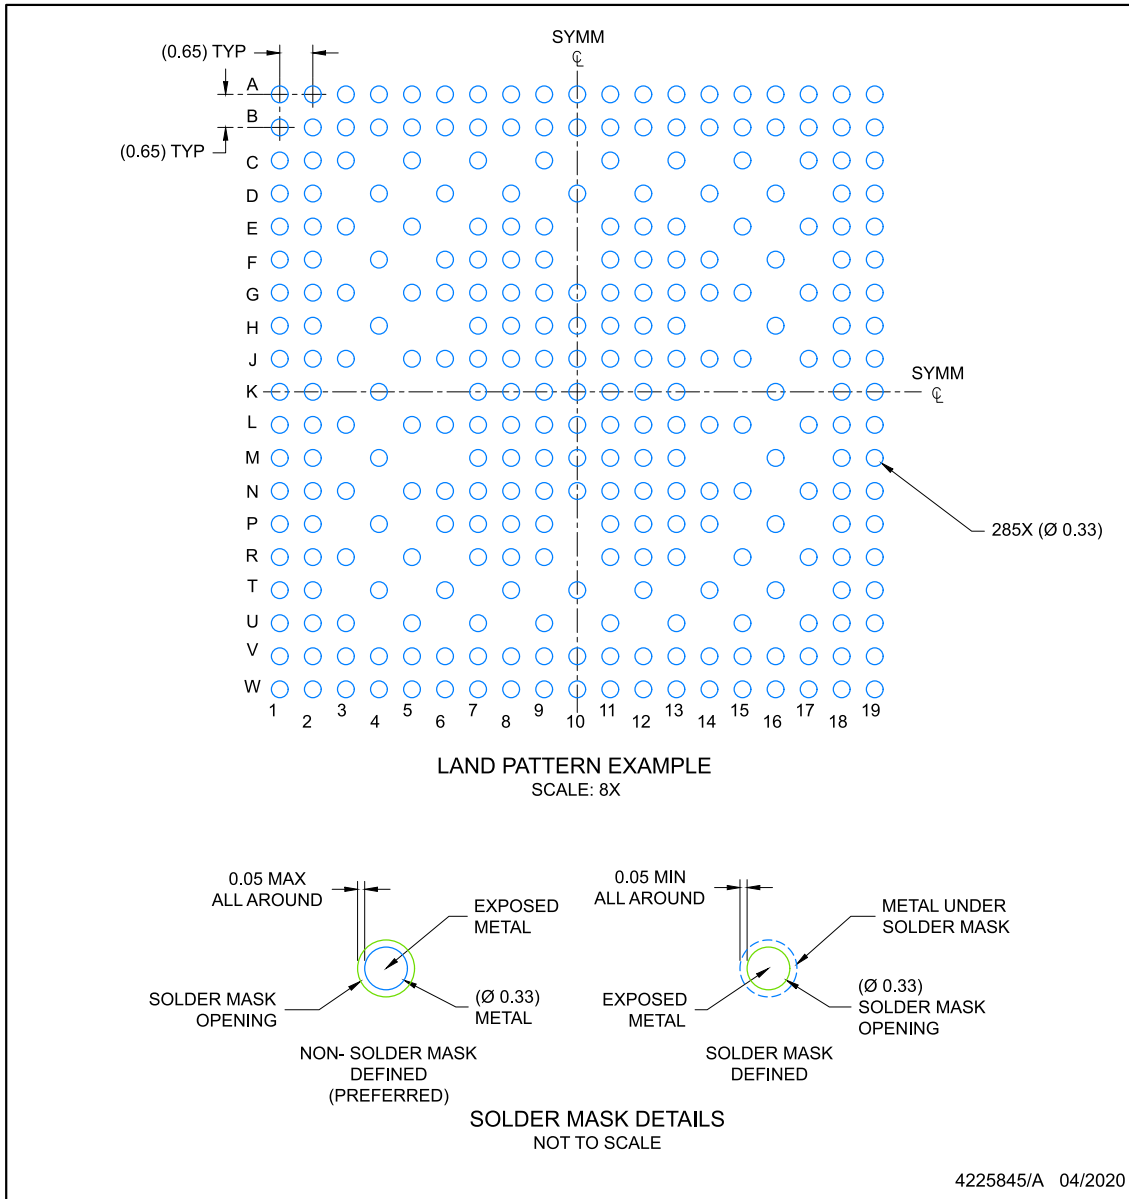 SYMM
℄
(0.65) TYP
A
B
(0.65) TYP
C
D
E
F
G
H
J
K
SYMM
℄
L
M
N
P
285X (Ø 0.33)
R
T
U
V
W
1 2 3 4 5 6 7 8 9 10 11 12 13 14 15 16 17 18 19
LAND PATTERN EXAMPLE
SCALE: 8X
0.05 MAX
ALL AROUND
EXPOSED
METAL
SOLDER MASK
OPENING
(Ø 0.33)
METAL
NON- SOLDER MASK
DEFINED
(PREFERRED)
0.05 MIN
ALL AROUND
METAL UNDER
SOLDER MASK
EXPOSED
METAL
(Ø 0.33)
SOLDER MASK
OPENING
SOLDER MASK
DEFINED
SOLDER MASK DETAILS
NOT TO SCALE
4225845/A 04/2020